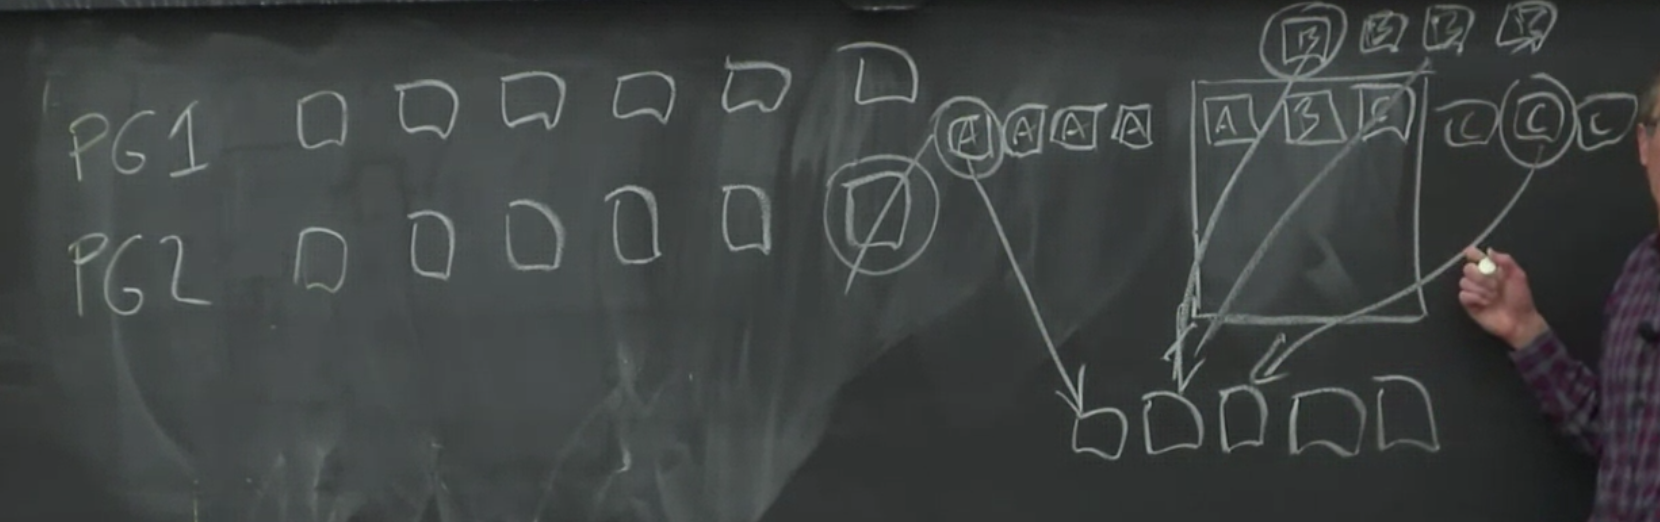 PG1
PG2
B B B B
A A A A
A B C
C C C